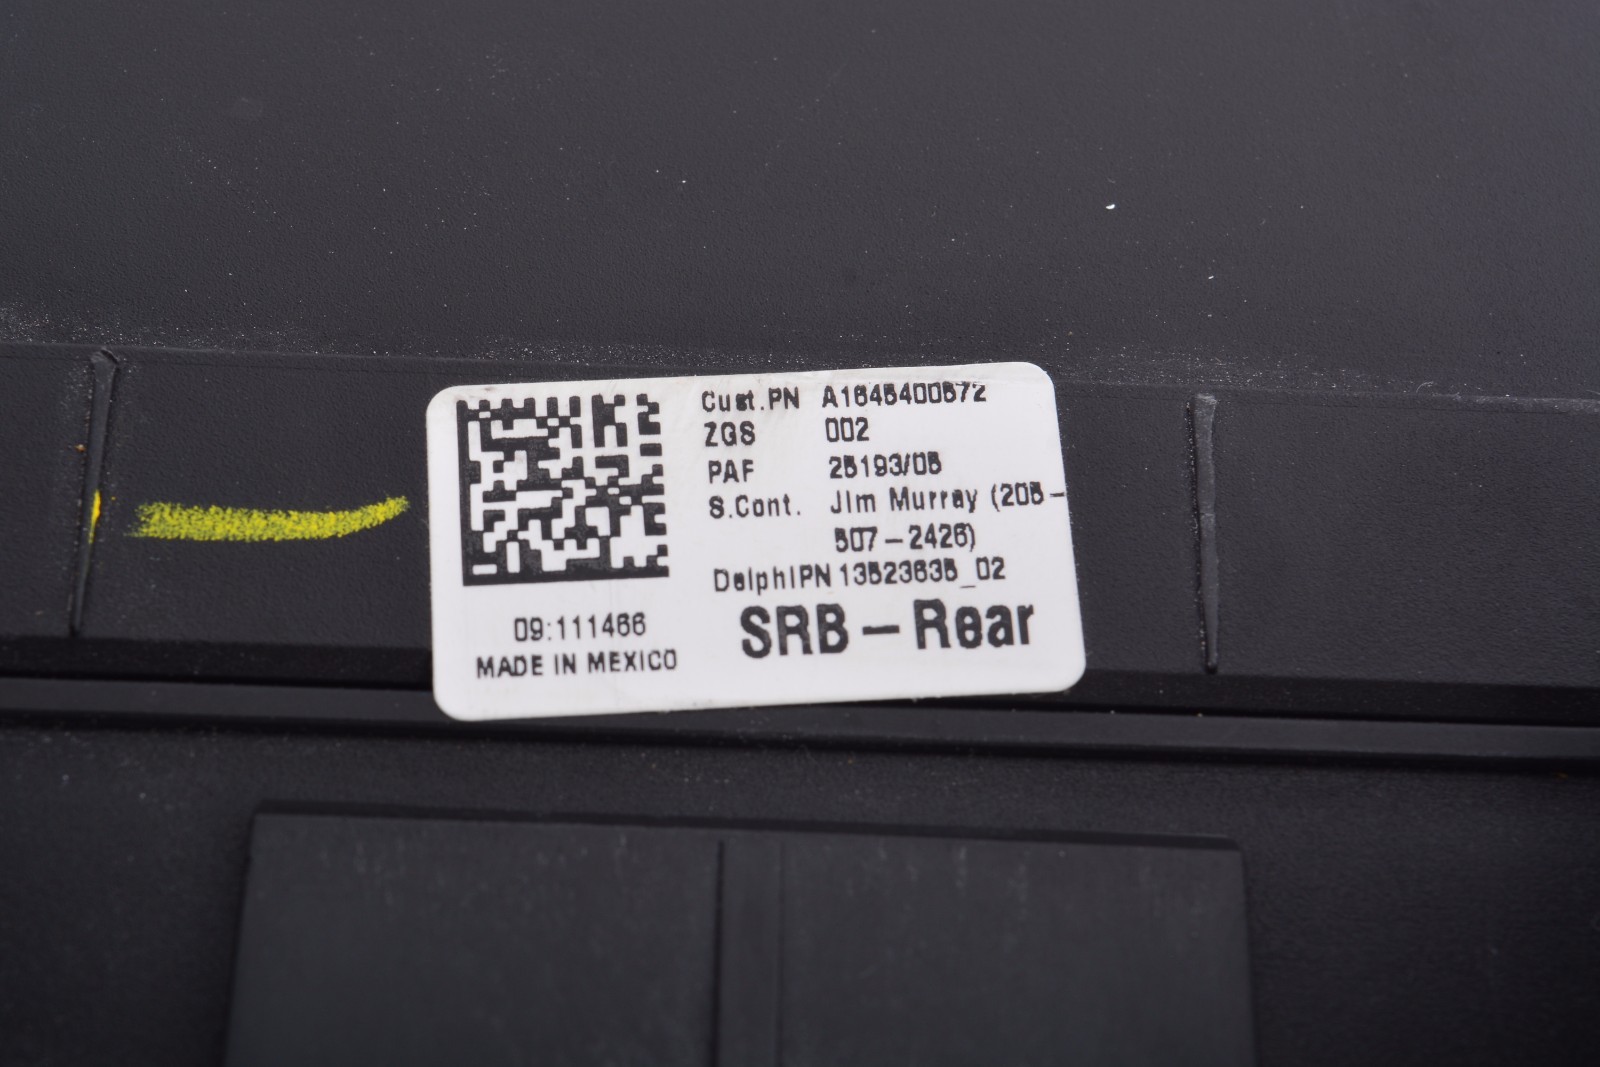 Cust.PN A1645400572
ZGS 002
PAF 25193/05
S.Cont. Jim Murray (205-
507-2426)
DelphiPN 13523635_02
SRB-Rear
09:111466
MADE IN MEXICO